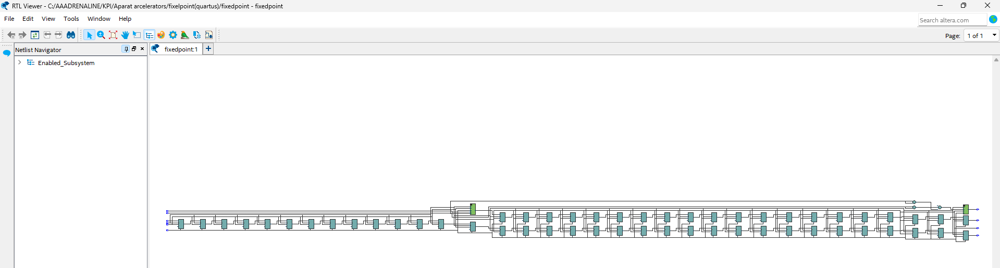 RTL Viewer - C:/AAADRENALINE/KPI/Aparat arcelerators/fixelpoint(quartus)/fixedpoint - fixedpoint
File Edit View Tools Window Help
Search altera.com
Page: 1 of 1
Netlist Navigator
fixedpoint:1
Enabled_Subsystem